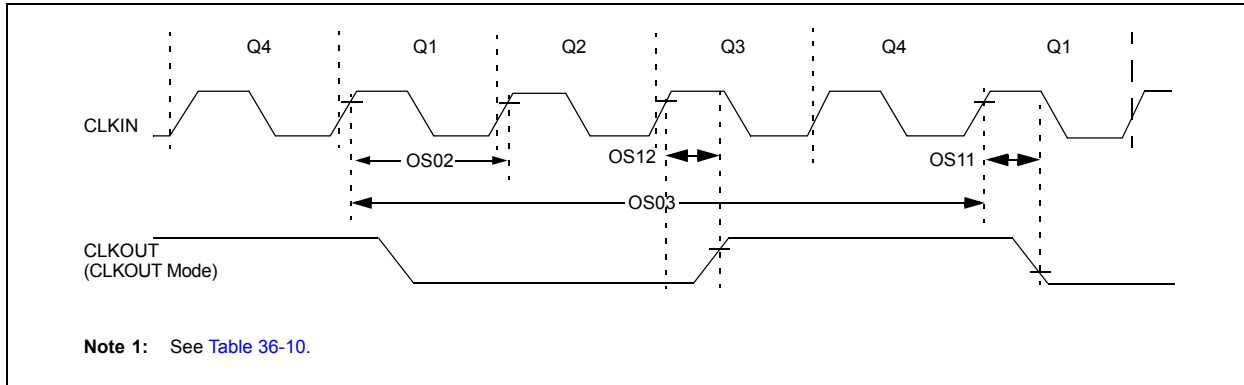 Q4 Q1 Q2 Q3 Q4 Q1
CLKIN
OS02 OS12 OS11
OS03
CLKOUT
(CLKOUT Mode)
Note 1: See Table 36-10.